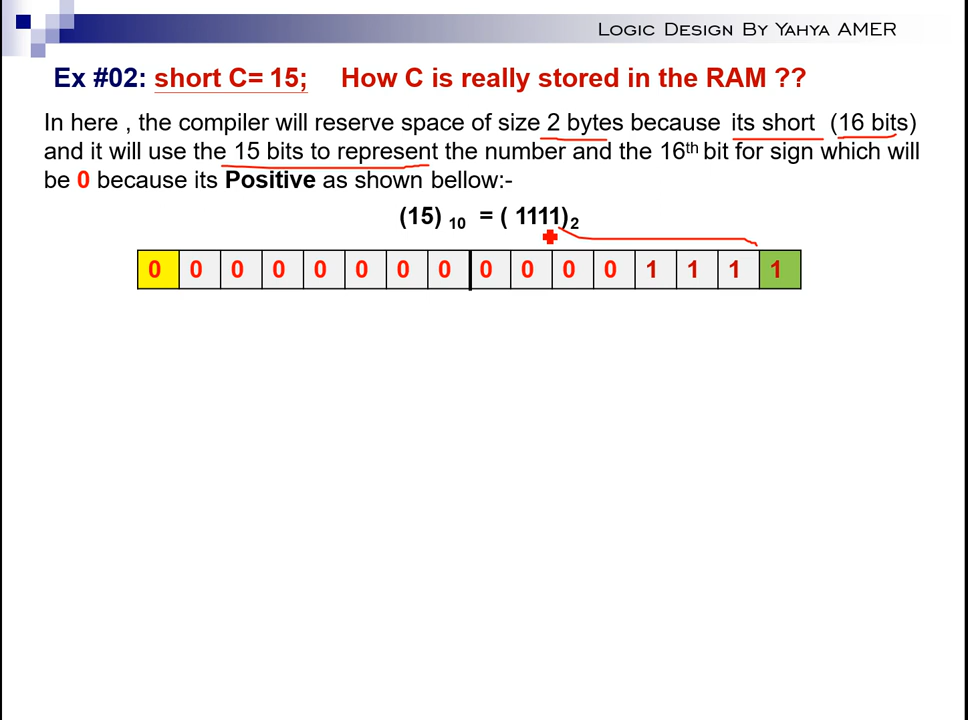 Logic Design By Yahya AMER
Ex #02: short C= 15; How C is really stored in the RAM ??
In here , the compiler will reserve space of size 2 bytes because its short (16 bits)
and it will use the 15 bits to represent the number and the 16th bit for sign which will
be 0 because its Positive as shown bellow:-
(15) 10 = ( 1111)2
0 0 0 0 0 0 0 0 0 0 0 0 1 1 1 1